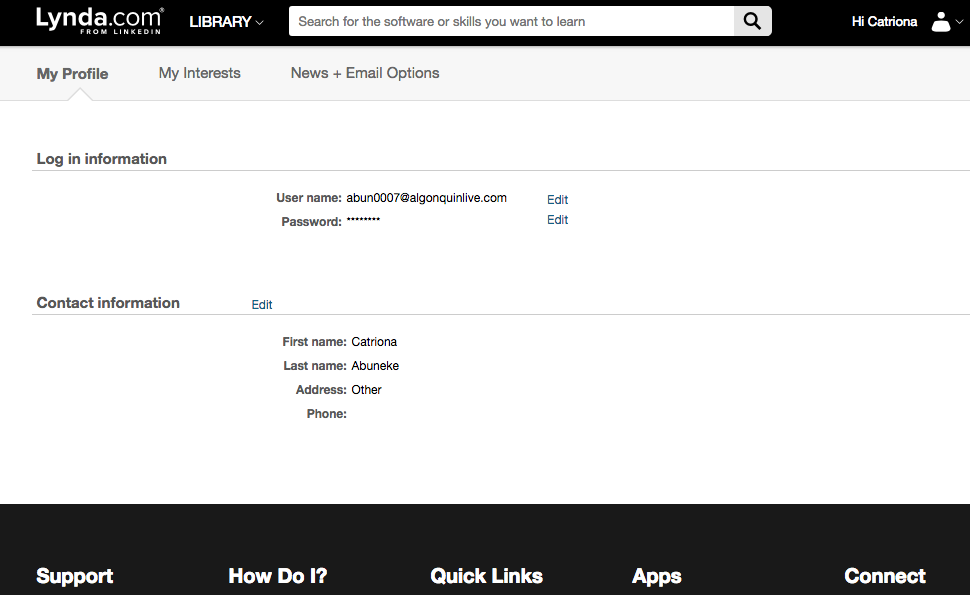 Lynda.com®
FROM LINKEDIN
LIBRARY
Search for the software or skills you want to learn
Hi Catriona
My Profile
My Interests
News + Email Options
Log in information
User name: abun0007@algonquinlive.com Edit
Password: ******** Edit
Contact information Edit
First name: Catriona
Last name: Abuneke
Address: Other
Phone:
Support
How Do I?
Quick Links
Apps
Connect